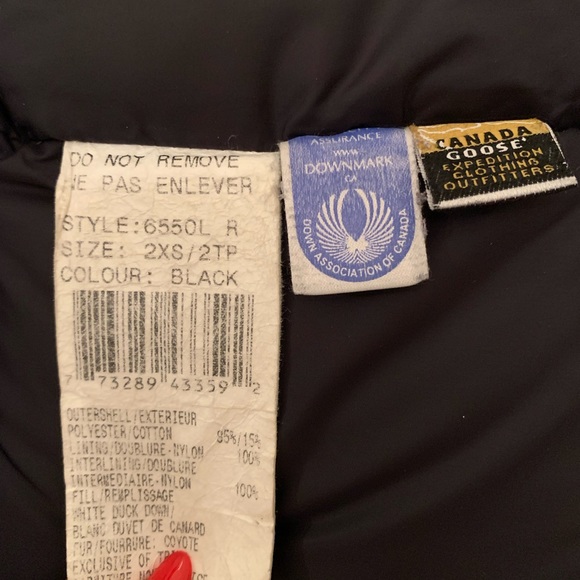 DO NOT REMOVE
NE PAS ENLEVER
STYLE: 6550L R
SIZE: 2XS/2TP
COLOUR: BLACK
7 73289 43359 2
OUTERSHELL/EXTERIEUR
POLYESTER/COTTON 85%/15%
LINING/DOUBLURE-NYLON 100%
INTERLINING/DOUBLURE
INTERMEDIAIRE-NYLON 100%
FILL/REMPLISSAGE
WHITE DUCK DOWN/
BLANC DUVET DE CANARD
FUR/FOURRURE: COYOTE
EXCLUSIVE OF
ASSURANCE
www
DOWNMARK
ca
DOWN ASSOCIATION OF CANADA
CANADA
GOOSE
EXPEDITION
CLOTHING
OUTFITTERS